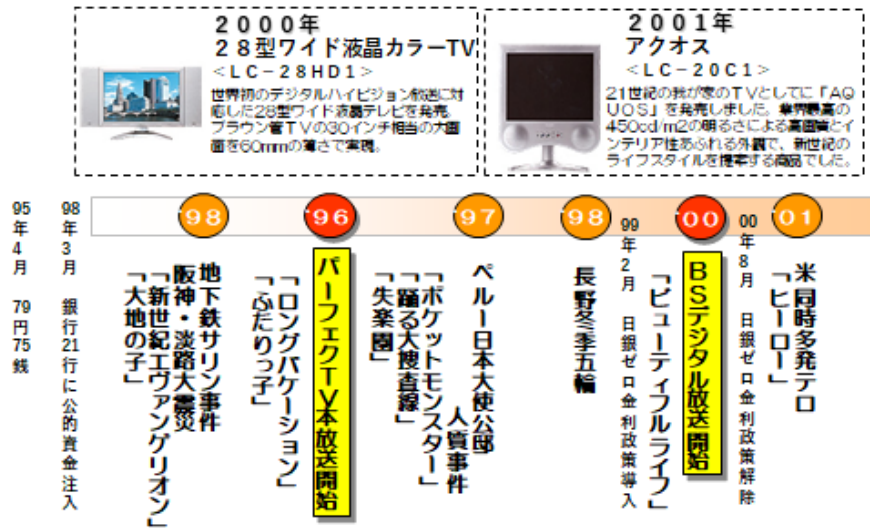 2000年
28型ワイド液晶カラーTV
<LC-28HD1>
世界初のデジタルハイビジョン放送に対
応した28型ワイド液晶テレビを発売。
ブラウン管TVの30インチ相当の大画
面を60mmの薄さで実現。
2001年
アクオス
<LC-20C1>
21世紀の我が家のTVとしてに「AQ
UOS」を発売しました。業界最高の
450cd/m2の明るさによる高画質とイ
ンテリア性あふれる外観で、新世紀の
ライフスタイルを提案する商品でした。
95年4月 79円75銭
98年3月 銀行21行に公的資金注入
'98
地下鉄サリン事件
阪神・淡路大震災
「新世紀エヴァンゲリオン」
「大地の子」
'96
パーフェクTV本放送開始
「ロングバケーション」
「ふたりっ子」
'97
ペルー日本大使公邸
人質事件
「ポケットモンスター」
「踊る大捜査線」
「失楽園」
'98
長野冬季五輪
99年2月 日銀ゼロ金利政策導入
'00
BSデジタル放送開始
「ビューティフルライフ」
00年8月 日銀ゼロ金利政策解除
'01
米同時多発テロ
「ヒーロー」